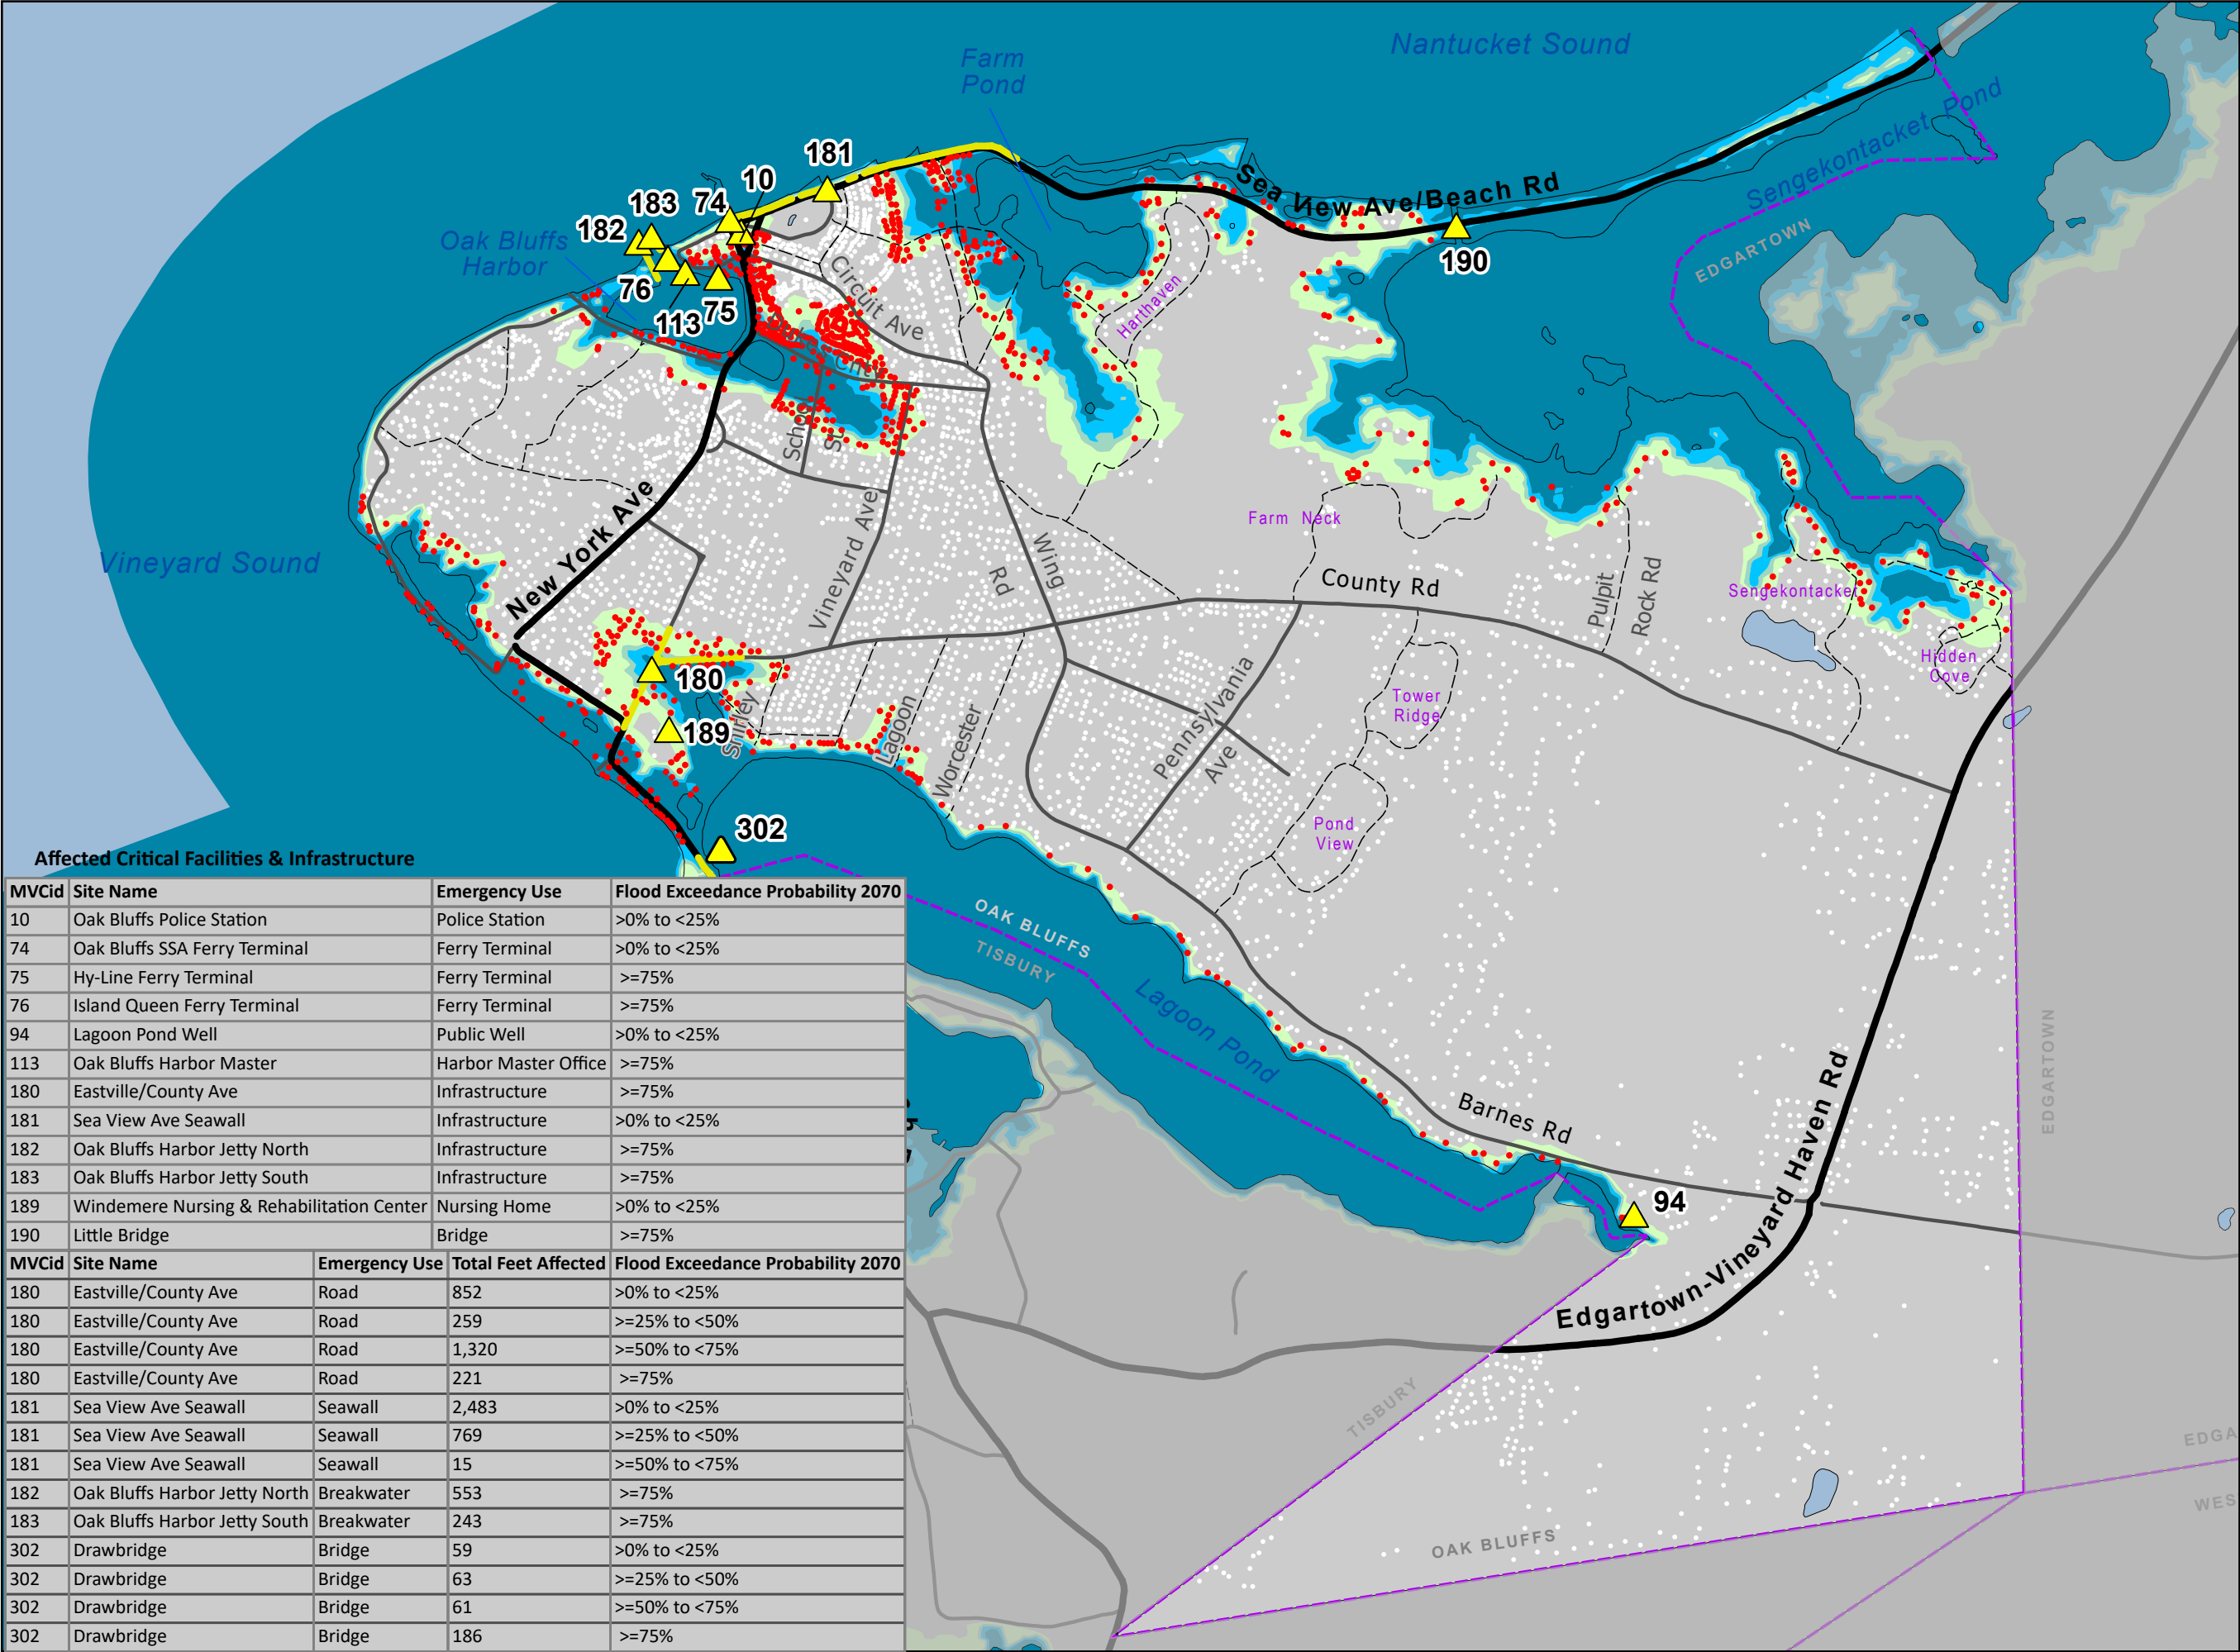 Nantucket Sound
Farm
Pond
Sengekontacket Pond
181
10
74
183
182
Sea View Ave/Beach Rd
Oak Bluffs
Harbor
EDGARTOWN
190
76
75
113
Circuit Ave
Harthaven
School
St
New York Ave
Vineyard Ave
Farm Neck
Vineyard Sound
Wing
Rd
County Rd
Pulpit
Rock Rd
Sengekontacket
Hidden
Cove
180
189
Shirley
Lagoon
Worcester
Pennsylvania
Ave
Tower
Ridge
Pond
View
302
OAK BLUFFS
TISBURY
Lagoon Pond
Barnes Rd
94
Edgartown-Vineyard Haven Rd
EDGARTOWN
TISBURY
OAK BLUFFS
EDGA
WES
Affected Critical Facilities & Infrastructure
MVCid Site Name Emergency Use Flood Exceedance Probability 2070
10 Oak Bluffs Police Station Police Station >0% to <25%
74 Oak Bluffs SSA Ferry Terminal Ferry Terminal >0% to <25%
75 Hy-Line Ferry Terminal Ferry Terminal >=75%
76 Island Queen Ferry Terminal Ferry Terminal >=75%
94 Lagoon Pond Well Public Well >0% to <25%
113 Oak Bluffs Harbor Master Harbor Master Office >=75%
180 Eastville/County Ave Infrastructure >=75%
181 Sea View Ave Seawall Infrastructure >0% to <25%
182 Oak Bluffs Harbor Jetty North Infrastructure >=75%
183 Oak Bluffs Harbor Jetty South Infrastructure >=75%
189 Windemere Nursing & Rehabilitation Center Nursing Home >0% to <25%
190 Little Bridge Bridge >=75%
MVCid Site Name Emergency Use Total Feet Affected Flood Exceedance Probability 2070
180 Eastville/County Ave Road 852 >0% to <25%
180 Eastville/County Ave Road 259 >=25% to <50%
180 Eastville/County Ave Road 1,320 >=50% to <75%
180 Eastville/County Ave Road 221 >=75%
181 Sea View Ave Seawall Seawall 2,483 >0% to <25%
181 Sea View Ave Seawall Seawall 769 >=25% to <50%
181 Sea View Ave Seawall Seawall 15 >=50% to <75%
182 Oak Bluffs Harbor Jetty North Breakwater 553 >=75%
183 Oak Bluffs Harbor Jetty South Breakwater 243 >=75%
302 Drawbridge Bridge 59 >0% to <25%
302 Drawbridge Bridge 63 >=25% to <50%
302 Drawbridge Bridge 61 >=50% to <75%
302 Drawbridge Bridge 186 >=75%